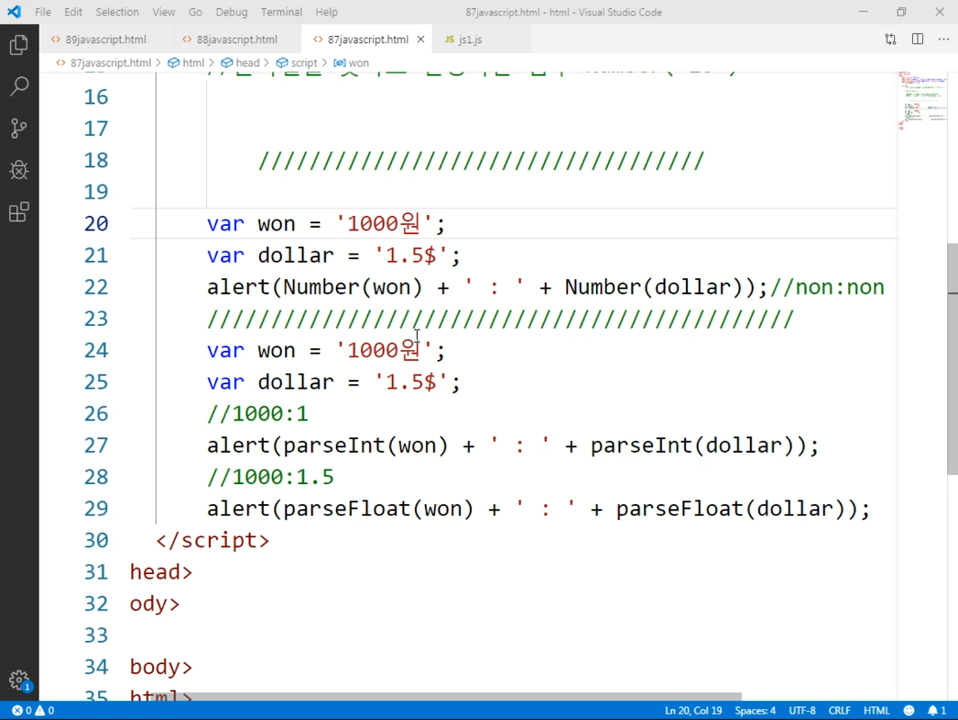 File Edit Selection View Go Debug Terminal Help 87javascript.html - html - Visual Studio Code
<> 89javascript.html <> 88javascript.html <> 87javascript.html × JS js1.js
<> 87javascript.html > html > head > script > won
16
17
18 ///////////////////////////////////
19
20 var won = '1000원';
21 var dollar = '1.5$';
22 alert(Number(won) + ' : ' + Number(dollar));//non:non
23 //////////////////////////////////////////////
24 var won = '1000원';
25 var dollar = '1.5$';
26 //1000:1
27 alert(parseInt(won) + ' : ' + parseInt(dollar));
28 //1000:1.5
29 alert(parseFloat(won) + ' : ' + parseFloat(dollar));
30 </script>
31 head>
32 ody>
33
34 body>
35 html>
1
0 0 Ln 20, Col 19 Spaces: 4 UTF-8 CRLF HTML 1